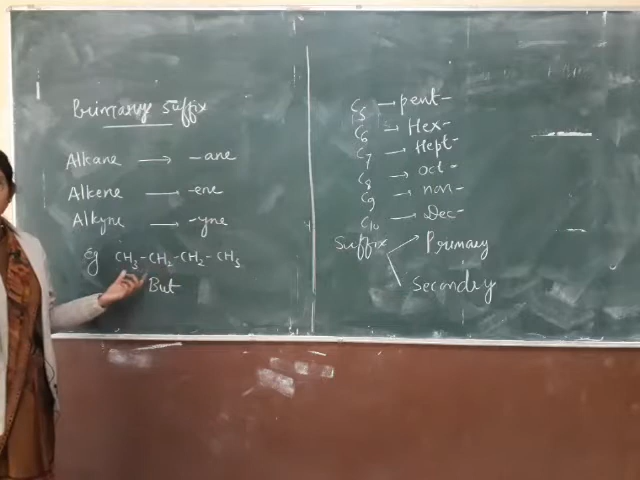 Primary Suffix
Alkane → -ane
Alkene → -ene
Alkyne → -yne
Eg CH3-CH2-CH2-CH3
But
C5 → pent-
C6 → Hex-
C7 → Hept-
C8 → oct-
C9 → non-
C10 → Dec-
Suffix Primary
Secondry